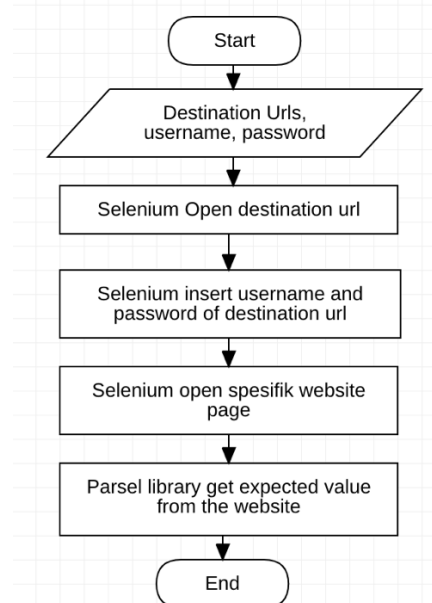 Start
Destination Urls,
username, password
Selenium Open destination url
Selenium insert username and
password of destination url
Selenium open spesifik website
page
Parsel library get expected value
from the website
End